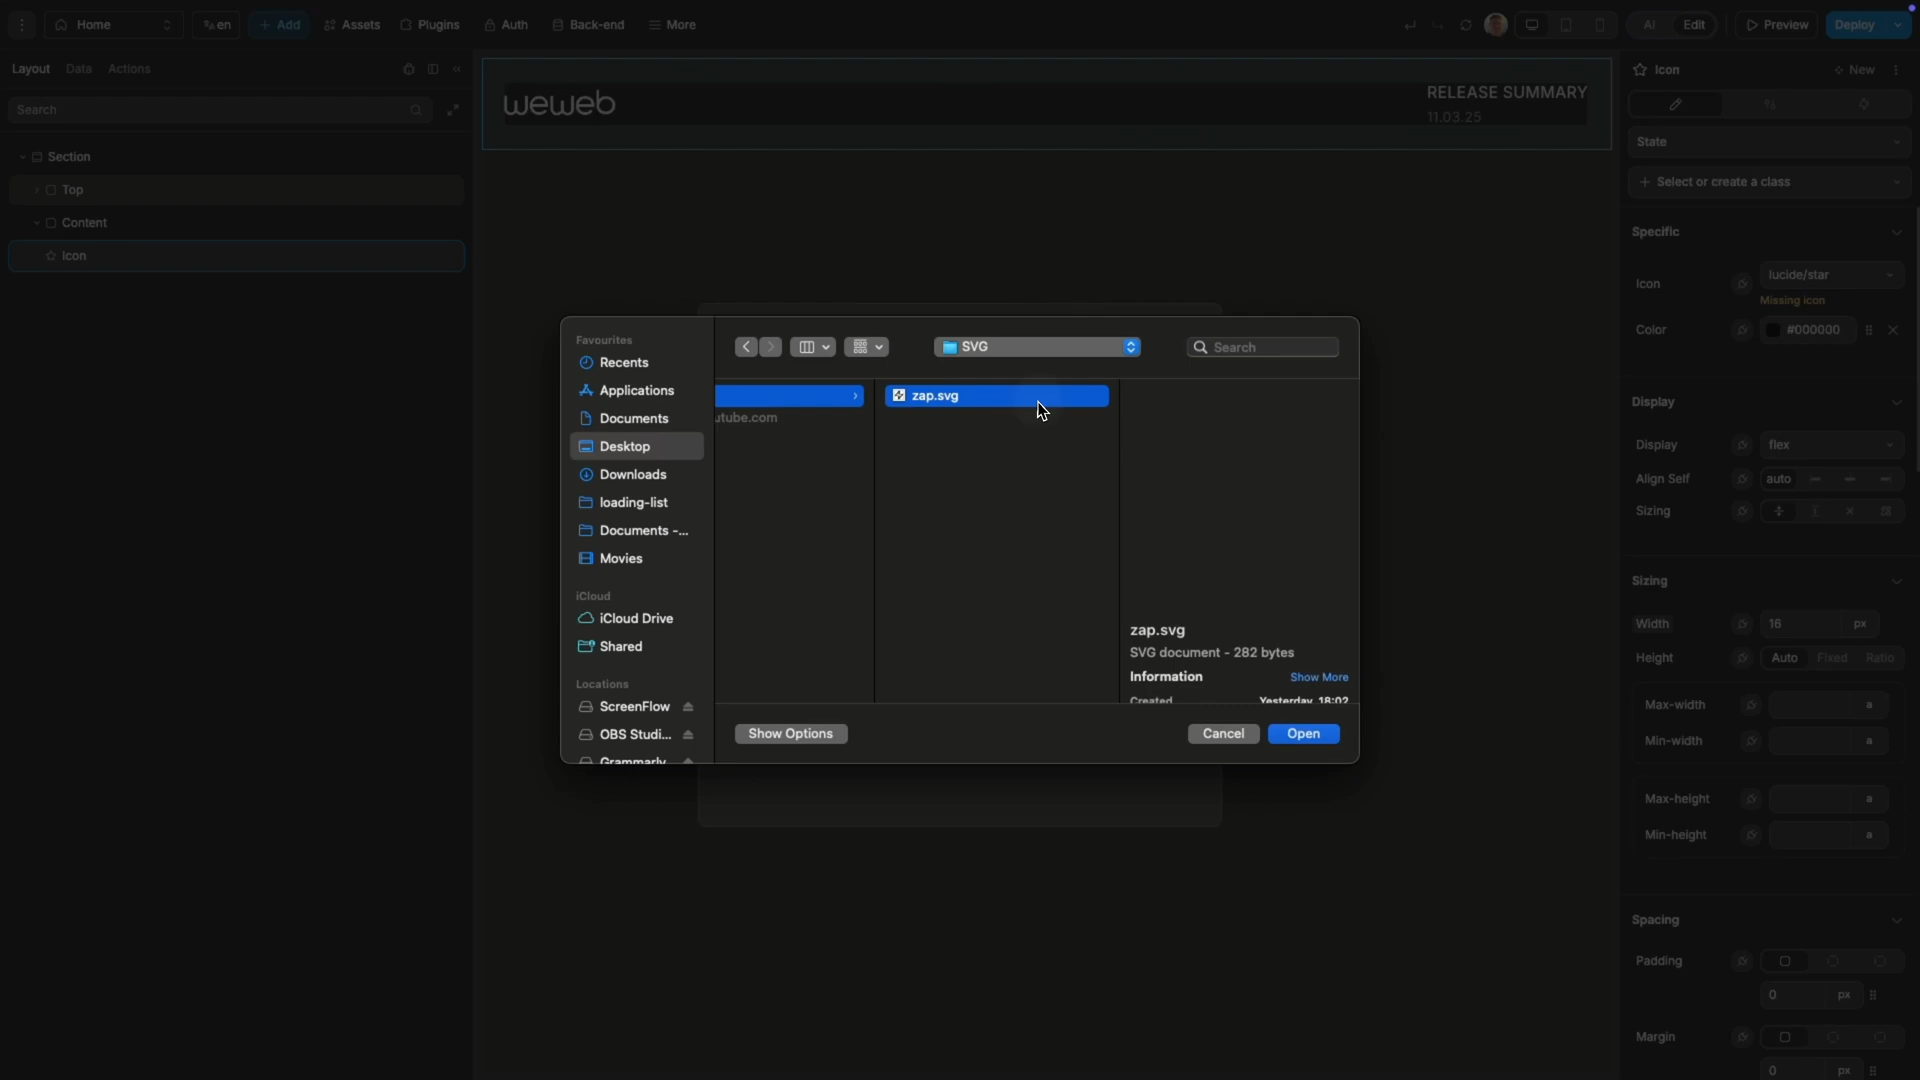 Home
en
+ Add
Assets
Plugins
Auth
Back-end
More
AI
Edit
Preview
Deploy
Layout
Data
Actions
Search
Section
Top
Content
Icon
weweb
RELEASE SUMMARY
11.03.25
Favourites
Recents
Applications
Documents
Desktop
Downloads
loading-list
Documents -...
Movies
iCloud
iCloud Drive
Shared
Locations
ScreenFlow
OBS Studi...
Grammarly
SVG
Search
utube.com
zap.svg
zap.svg
SVG document - 282 bytes
Information
Show More
Created
Yesterday, 18:02
Show Options
Cancel
Open
Icon
New
State
+ Select or create a class
Specific
Icon
lucide/star
Missing icon
Color
#000000
Display
Display
flex
Align Self
auto
Sizing
Sizing
Width
16
px
Height
Auto
Fixed
Ratio
Max-width
a
Min-width
a
Max-height
a
Min-height
a
Spacing
Padding
0
px
Margin
0
px